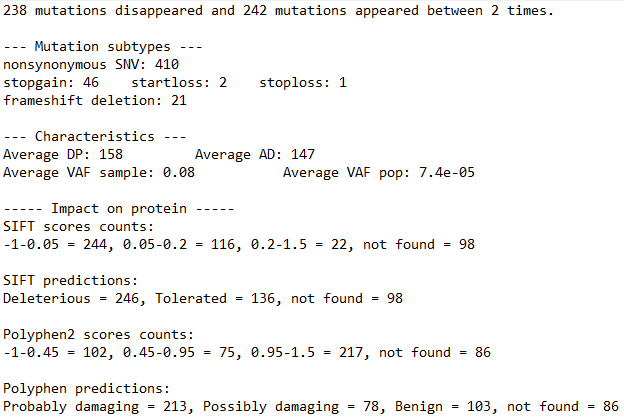 238 mutations disappeared and 242 mutations appeared between 2 times.
--- Mutation subtypes ---
nonsynonymous SNV: 410
stopgain: 46    startloss: 2    stoploss: 1
frameshift deletion: 21
--- Characteristics ---
Average DP: 158         Average AD: 147
Average VAF sample: 0.08           Average VAF pop: 7.4e-05
----- Impact on protein -----
SIFT scores counts:
-1-0.05 = 244, 0.05-0.2 = 116, 0.2-1.5 = 22, not found = 98
SIFT predictions:
Deleterious = 246, Tolerated = 136, not found = 98
Polyphen2 scores counts:
-1-0.45 = 102, 0.45-0.95 = 75, 0.95-1.5 = 217, not found = 86
Polyphen predictions:
Probably damaging = 213, Possibly damaging = 78, Benign = 103, not found = 86